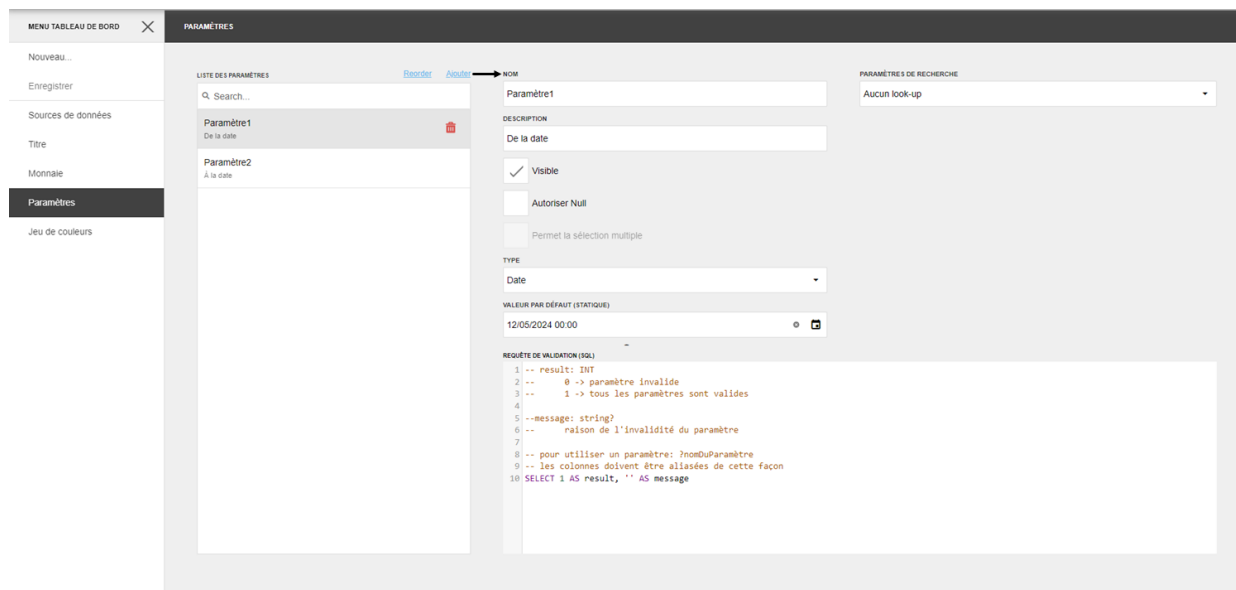 MENU TABLEAU DE BORD
PARAMÈTRES
Nouveau...
Enregistrer
Sources de données
Titre
Monnaie
Paramètres
Jeu de couleurs
LISTE DES PARAMÈTRES
Reorder Ajouter
Search...
Paramètre1
De la date
Paramètre2
À la date
NOM
Paramètre1
DESCRIPTION
De la date
Visible
Autoriser Null
Permet la sélection multiple
TYPE
Date
VALEUR PAR DÉFAUT (STATIQUE)
12/05/2024 00:00
REQUÊTE DE VALIDATION (SQL)
1 -- result: INT
2 -- 0 -> paramètre invalide
3 -- 1 -> tous les paramètres sont valides
4
5 --message: string?
6 -- raison de l'invalidité du paramètre
7
8 -- pour utiliser un paramètre: ?nomDuParamètre
9 -- les colonnes doivent être aliasées de cette façon
10 SELECT 1 AS result, '' AS message
PARAMÈTRES DE RECHERCHE
Aucun look-up